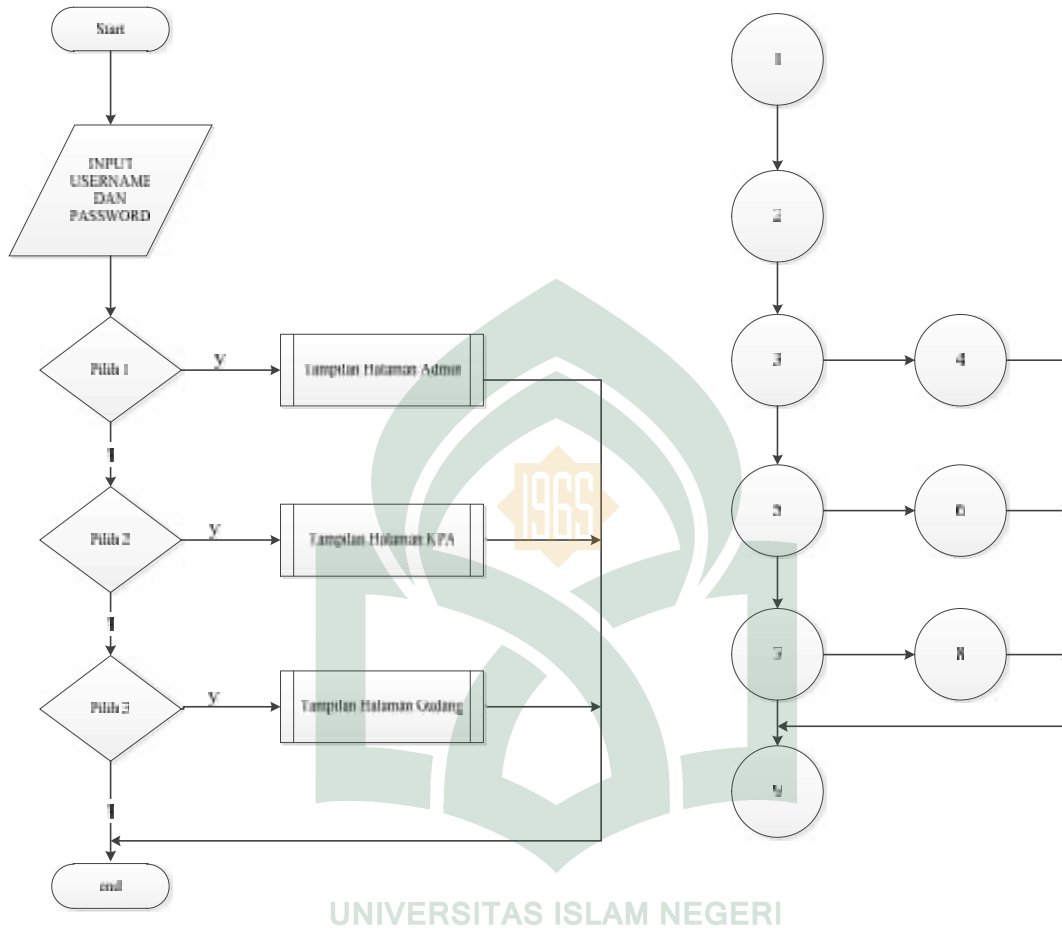 Start
INPUT
USERNAME
DAN
PASSWORD
Pilih 1
y
Tampilan Halaman Admin
Pilih 2
y
Tampilan Halaman KPA
Pilih 3
y
Tampilan Halaman Gudang
end
1
2
3
4
5
6
7
8
9
1965
UNIVERSITAS ISLAM NEGERI